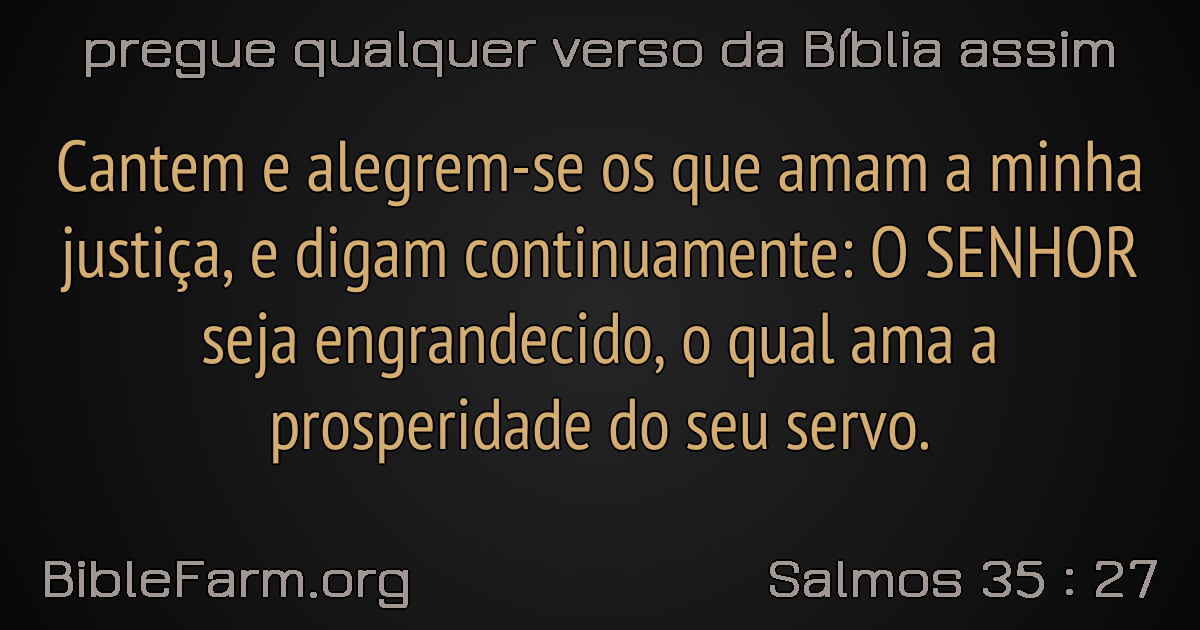 pregue qualquer verso da Bíblia assim
Cantem e alegrem-se os que amam a minha
justiça, e digam continuamente: O SENHOR
seja engrandecido, o qual ama a
prosperidade do seu servo.
BibleFarm.org
Salmos 35 : 27